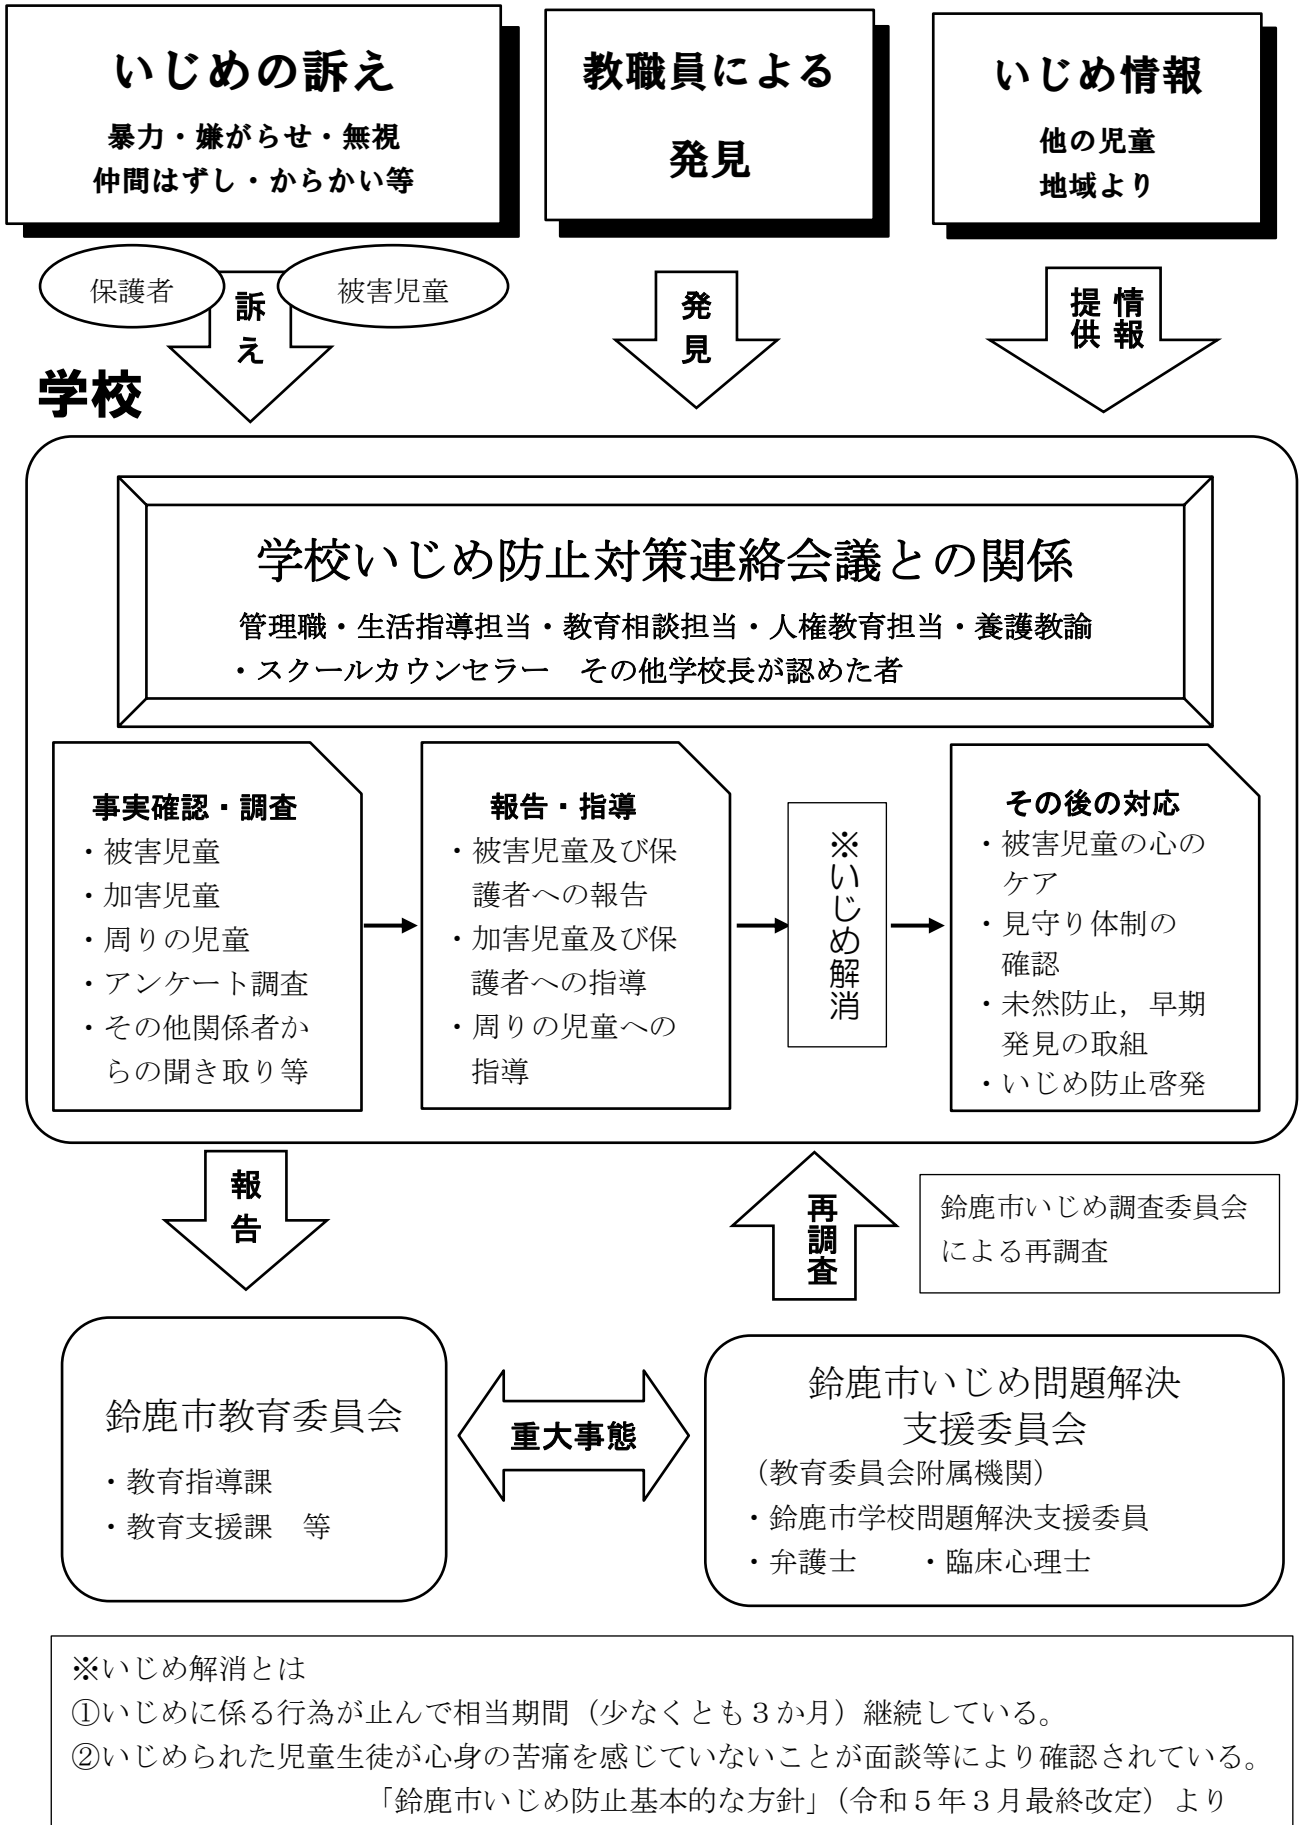 いじめの訴え
暴力・嫌がらせ・無視
仲間はずし・からかい等
教職員による
発見
いじめ情報
他の児童
地域より
保護者
被害児童
訴え
発見
情報
提供
学校
学校いじめ防止対策連絡会議との関係
管理職・生活指導担当・教育相談担当・人権教育担当・養護教諭
・スクールカウンセラー　その他学校長が認めた者
事実確認・調査
・被害児童
・加害児童
・周りの児童
・アンケート調査
・その他関係者か
らの聞き取り等
報告・指導
・被害児童及び保
護者への報告
・加害児童及び保
護者への指導
・周りの児童への
指導
※いじめ解消
その後の対応
・被害児童の心の
ケア
・見守り体制の
確認
・未然防止，早期
発見の取組
・いじめ防止啓発
報告
再調査
鈴鹿市いじめ調査委員会
による再調査
鈴鹿市教育委員会
・教育指導課
・教育支援課　等
重大事態
鈴鹿市いじめ問題解決
支援委員会
（教育委員会附属機関）
・鈴鹿市学校問題解決支援委員
・弁護士　　・臨床心理士
※いじめ解消とは
①いじめに係る行為が止んで相当期間（少なくとも３か月）継続している。
②いじめられた児童生徒が心身の苦痛を感じていないことが面談等により確認されている。
「鈴鹿市いじめ防止基本的な方針」（令和５年３月最終改定）より